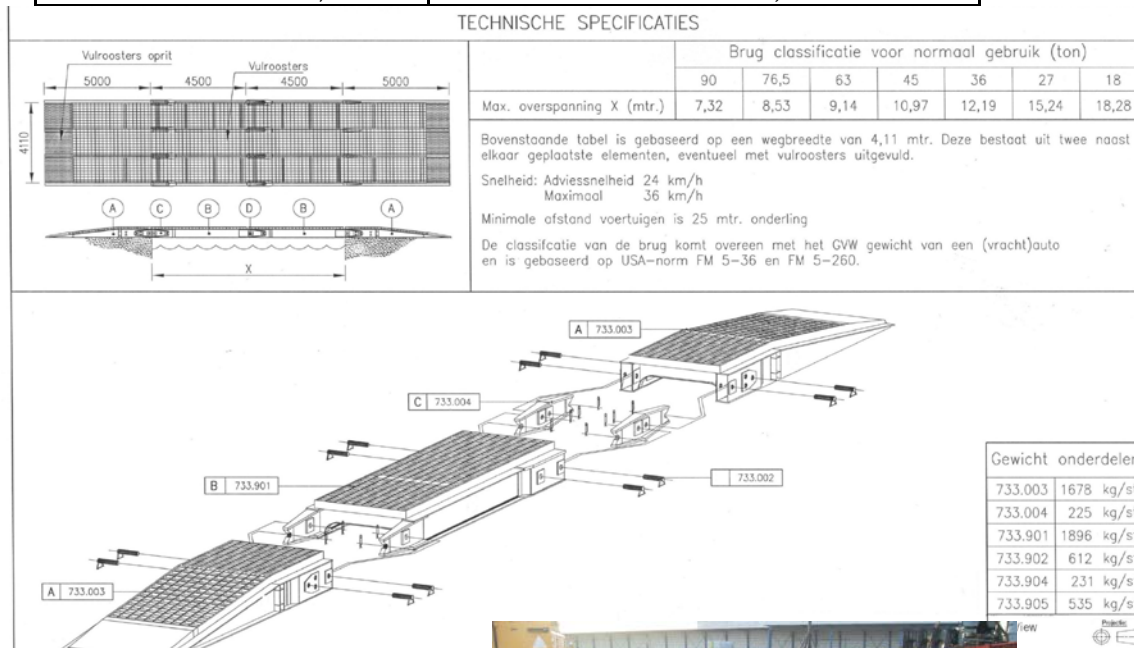 TECHNISCHE SPECIFICATIES
Vulroosters oprit
Vulroosters
5000 4500 4500 5000
4110
A C B D B A
X
Brug classificatie voor normaal gebruik (ton)
90 76,5 63 45 36 27 18
Max. overspanning X (mtr.) 7,32 8,53 9,14 10,97 12,19 15,24 18,28
Bovenstaande tabel is gebaseerd op een wegbreedte van 4,11 mtr. Deze bestaat uit twee naast
elkaar geplaatste elementen, eventueel met vulroosters uitgevuld.
Snelheid: Adviessnelheid 24 km/h
Maximaal 36 km/h
Minimale afstand voertuigen is 25 mtr. onderling
De classifcatie van de brug komt overeen met het GVW gewicht van een (vracht)auto
en is gebaseerd op USA-norm FM 5-36 en FM 5-260.
A 733.003
C 733.004
B 733.901
733.002
A 733.003
Gewicht onderdelen
733.003 1678 kg/s
733.004 225 kg/s
733.901 1896 kg/s
733.902 612 kg/s
733.904 231 kg/s
733.905 535 kg/s
view
Projectie: